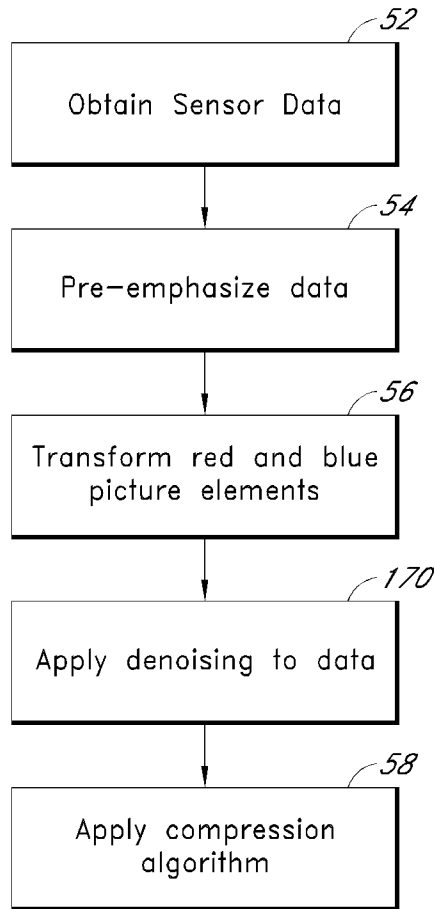 52
Obtain Sensor Data
54
Pre-emphasize data
56
Transform red and blue
picture elements
170
Apply denoising to data
58
Apply compression
algorithm